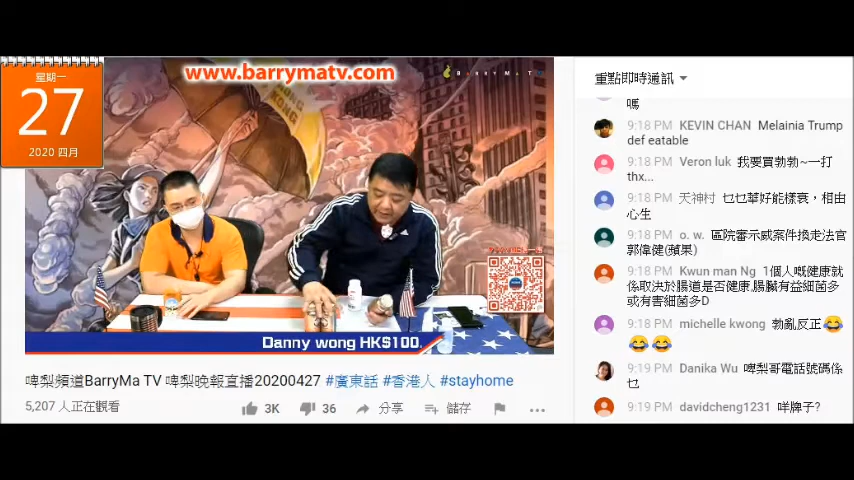 星期一
27
2020 四月
www.barrymatv.com
BARRY MA TV
HONG KONG
Danny wong HK$100.
啤梨頻道BarryMa TV 啤梨晚報直播20200427 #廣東話 #香港人 #stayhome
5,207 人正在觀看
3K
36
分享
儲存
重點即時通訊
嗎
9:18 PM KEVIN CHAN Melainia Trump
def eatable
9:18 PM Veron luk 我要買勃勃~一打
thx...
9:18 PM 天神村 乜乜華好能樣衰，相由
心生
9:18 PM o. w. 區院審示威案件換走法官
郭偉健(蘋果)
9:18 PM Kwun man Ng 1個人嘅健康就
係取決於腸道是否健康,腸臟有益細菌多
或有害細菌多D
9:18 PM michelle kwong 勃亂反正😂
😂😂
9:19 PM Danika Wu 啤梨哥電話號碼係
乜
9:19 PM davidcheng1231 咩牌子?